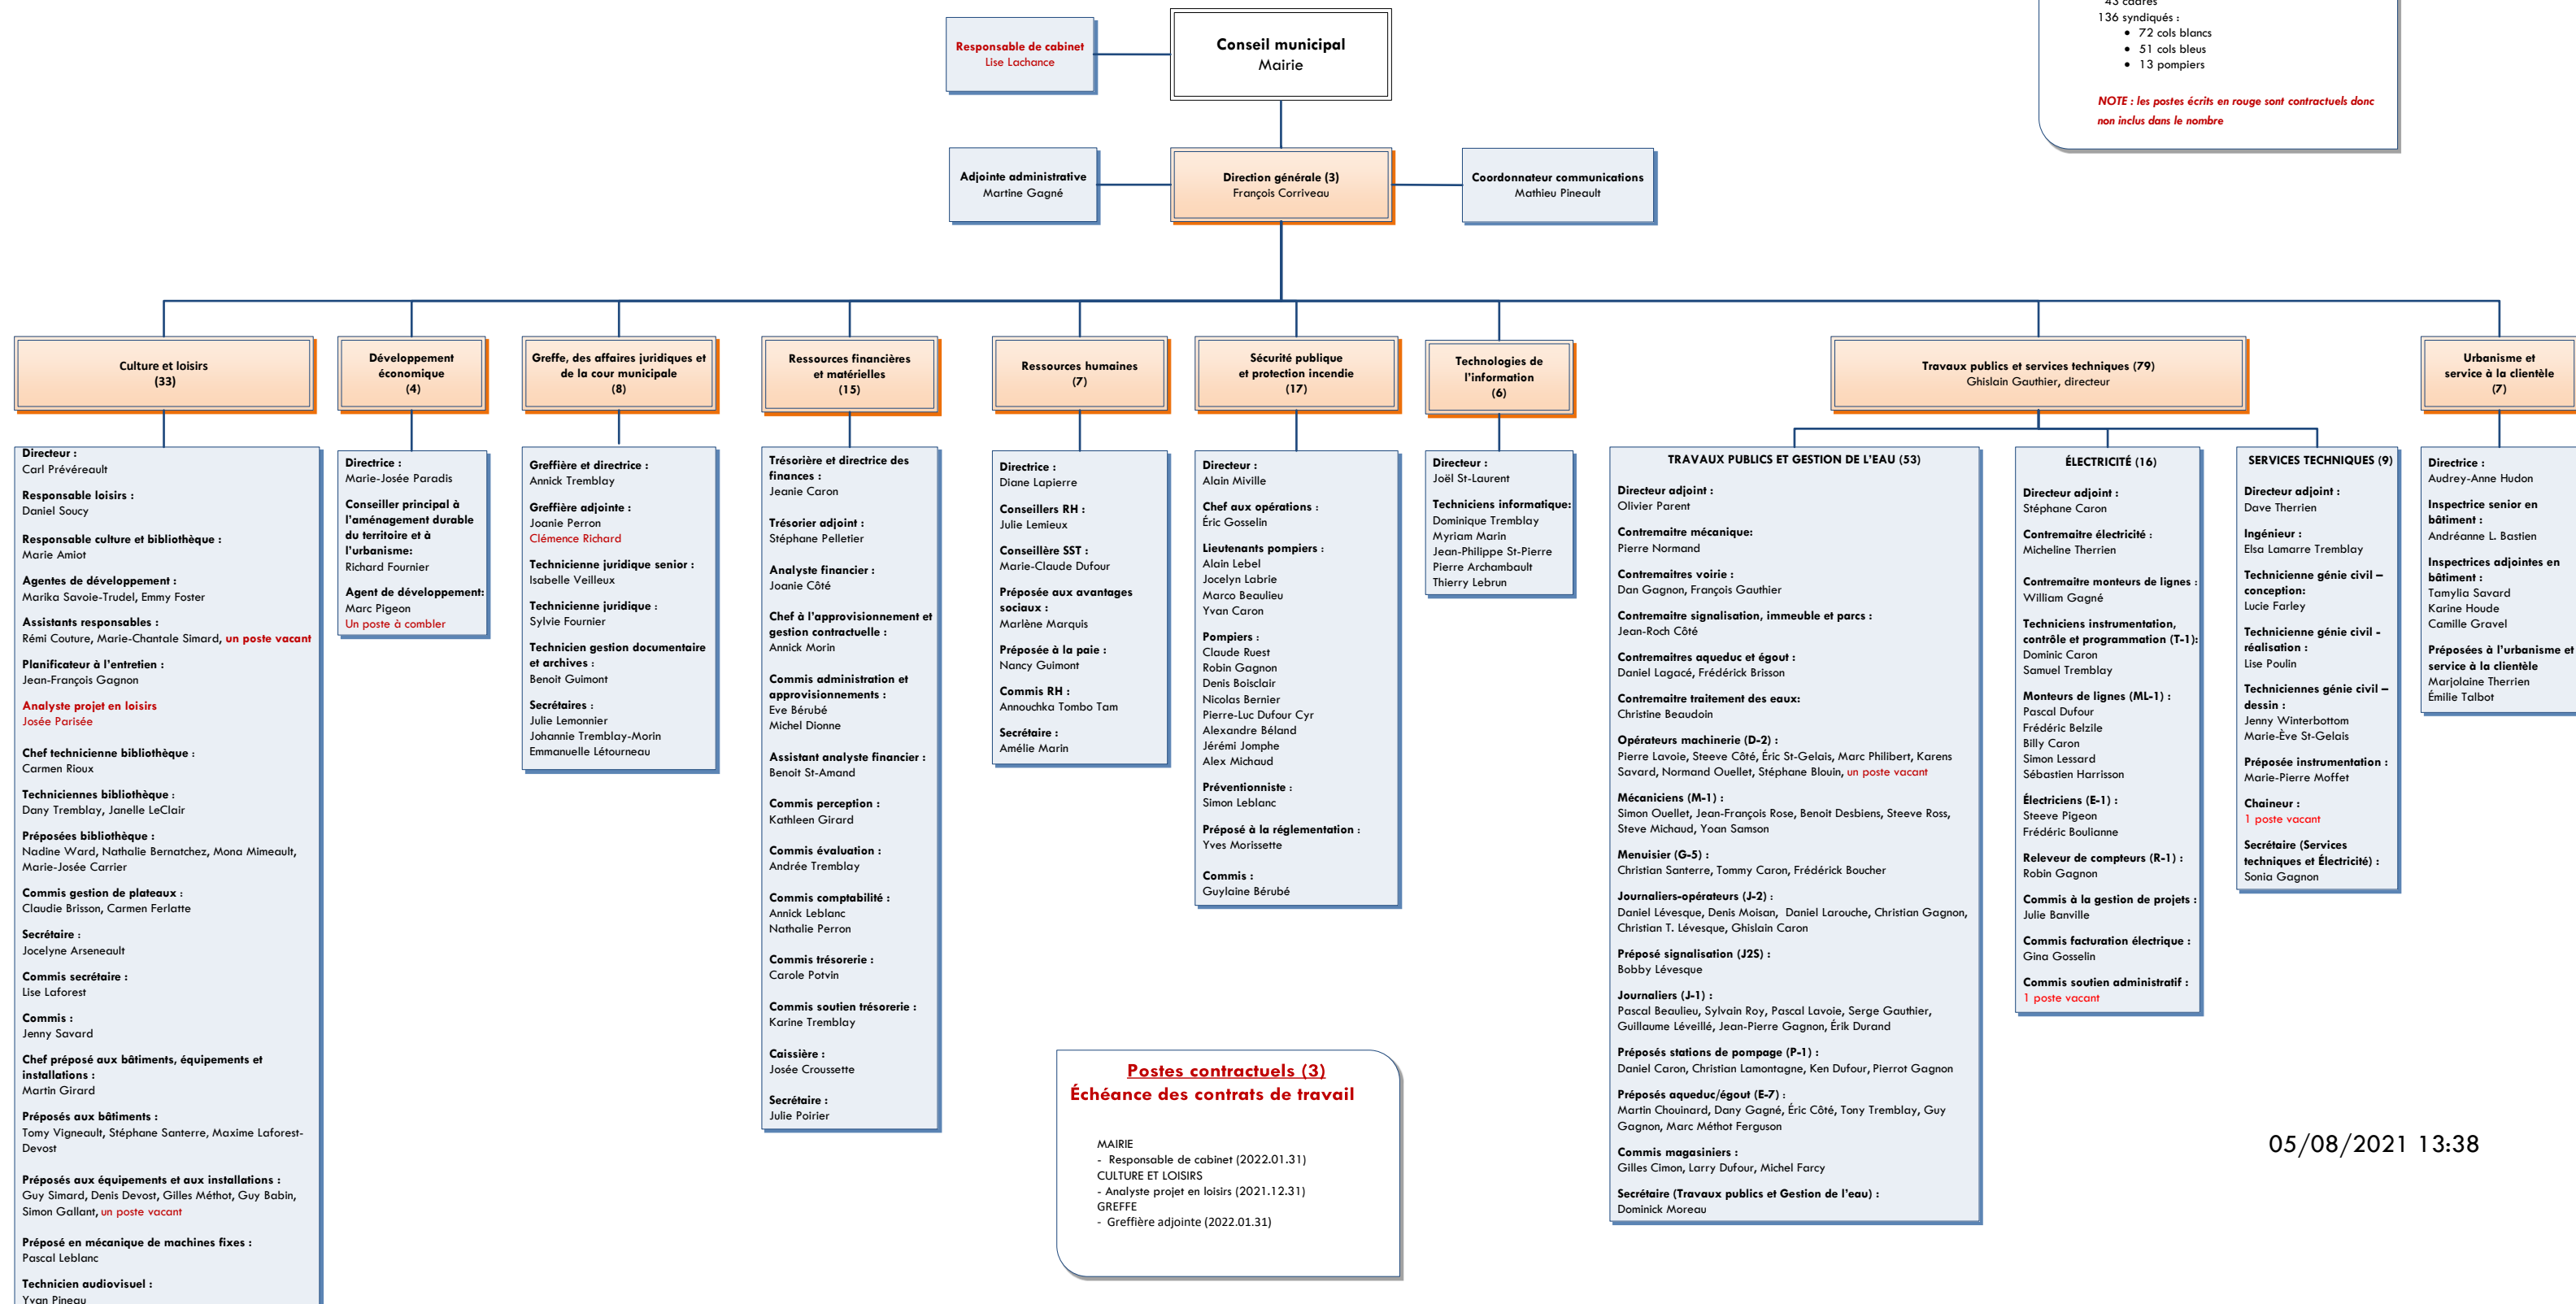 43 cadres
136 syndiqués :
• 72 cols blancs
• 51 cols bleus
• 13 pompiers
NOTE : les postes écrits en rouge sont contractuels donc
non inclus dans le nombre
Responsable de cabinet
Lise Lachance
Conseil municipal
Mairie
Adjointe administrative
Martine Gagné
Direction générale (3)
François Corriveau
Coordonnateur communications
Mathieu Pineault
Culture et loisirs
(33)
Directeur :
Carl Prévéreault
Responsable loisirs :
Daniel Soucy
Responsable culture et bibliothèque :
Marie Amiot
Agentes de développement :
Marika Savoie-Trudel, Emmy Foster
Assistants responsables :
Rémi Couture, Marie-Chantale Simard, un poste vacant
Planificateur à l'entretien :
Jean-François Gagnon
Analyste projet en loisirs
Josée Parisée
Chef technicienne bibliothèque :
Carmen Rioux
Techniciennes bibliothèque :
Dany Tremblay, Janelle LeClair
Préposées bibliothèque :
Nadine Ward, Nathalie Bernatchez, Mona Mimeault,
Marie-Josée Carrier
Commis gestion de plateaux :
Claudie Brisson, Carmen Ferlatte
Secrétaire :
Jocelyne Arseneault
Commis secrétaire :
Lise Laforest
Commis :
Jenny Savard
Chef préposé aux bâtiments, équipements et
installations :
Martin Girard
Préposés aux bâtiments :
Tomy Vigneault, Stéphane Santerre, Maxime Laforest-
Devost
Préposés aux équipements et aux installations :
Guy Simard, Denis Devost, Gilles Méthot, Guy Babin,
Simon Gallant, un poste vacant
Préposé en mécanique de machines fixes :
Pascal Leblanc
Technicien audiovisuel :
Yvan Pineau
Développement
économique
(4)
Directrice :
Marie-Josée Paradis
Conseiller principal à
l'aménagement durable
du territoire et à
l'urbanisme:
Richard Fournier
Agent de développement:
Marc Pigeon
Un poste à combler
Greffe, des affaires juridiques et
de la cour municipale
(8)
Greffière et directrice :
Annick Tremblay
Greffière adjointe :
Joanie Perron
Clémence Richard
Technicienne juridique senior :
Isabelle Veilleux
Technicienne juridique :
Sylvie Fournier
Technicien gestion documentaire
et archives :
Benoit Guimont
Secrétaires :
Julie Lemonnier
Johannie Tremblay-Morin
Emmanuelle Létourneau
Ressources financières
et matérielles
(15)
Trésorière et directrice des
finances :
Jeanie Caron
Trésorier adjoint :
Stéphane Pelletier
Analyste financier :
Joanie Côté
Chef à l'approvisionnement et
gestion contractuelle :
Annick Morin
Commis administration et
approvisionnements :
Eve Bérubé
Michel Dionne
Assistant analyste financier :
Benoit St-Amand
Commis perception :
Kathleen Girard
Commis évaluation :
Andrée Tremblay
Commis comptabilité :
Annick Leblanc
Nathalie Perron
Commis trésorerie :
Carole Potvin
Commis soutien trésorerie :
Karine Tremblay
Caissière :
Josée Croussette
Secrétaire :
Julie Poirier
Ressources humaines
(7)
Directrice :
Diane Lapierre
Conseillers RH :
Julie Lemieux
Conseillère SST :
Marie-Claude Dufour
Préposée aux avantages
sociaux :
Marlène Marquis
Préposée à la paie :
Nancy Guimont
Commis RH :
Annouchka Tombo Tam
Secrétaire :
Amélie Marin
Sécurité publique
et protection incendie
(17)
Directeur :
Alain Miville
Chef aux opérations :
Éric Gosselin
Lieutenants pompiers :
Alain Lebel
Jocelyn Labrie
Marco Beaulieu
Yvan Caron
Pompiers :
Claude Ruest
Robin Gagnon
Denis Boisclair
Nicolas Bernier
Pierre-Luc Dufour Cyr
Alexandre Béland
Jérémi Jomphe
Alex Michaud
Préventionniste :
Simon Leblanc
Préposé à la réglementation :
Yves Morissette
Commis :
Guylaine Bérubé
Technologies de
l'information
(6)
Directeur :
Joël St-Laurent
Techniciens informatique:
Dominique Tremblay
Myriam Marin
Jean-Philippe St-Pierre
Pierre Archambault
Thierry Lebrun
Travaux publics et services techniques (79)
Ghislain Gauthier, directeur
TRAVAUX PUBLICS ET GESTION DE L'EAU (53)
Directeur adjoint :
Olivier Parent
Contremaitre mécanique:
Pierre Normand
Contremaitres voirie :
Dan Gagnon, François Gauthier
Contremaitre signalisation, immeuble et parcs :
Jean-Roch Côté
Contremaitres aqueduc et égout :
Daniel Lagacé, Frédérick Brisson
Contremaitre traitement des eaux:
Christine Beaudoin
Opérateurs machinerie (D-2) :
Pierre Lavoie, Steeve Côté, Éric St-Gelais, Marc Philibert, Karens
Savard, Normand Ouellet, Stéphane Blouin, un poste vacant
Mécaniciens (M-1) :
Simon Ouellet, Jean-François Rose, Benoit Desbiens, Steeve Ross,
Steve Michaud, Yoan Samson
Menuisier (G-5) :
Christian Santerre, Tommy Caron, Frédérick Boucher
Journaliers-opérateurs (J-2) :
Daniel Lévesque, Denis Moisan, Daniel Larouche, Christian Gagnon,
Christian T. Lévesque, Ghislain Caron
Préposé signalisation (J2S) :
Bobby Lévesque
Journaliers (J-1) :
Pascal Beaulieu, Sylvain Roy, Pascal Lavoie, Serge Gauthier,
Guillaume Léveillé, Jean-Pierre Gagnon, Érik Durand
Préposés stations de pompage (P-1) :
Daniel Caron, Christian Lamontagne, Ken Dufour, Pierrot Gagnon
Préposés aqueduc/égout (E-7) :
Martin Chouinard, Dany Gagné, Éric Côté, Tony Tremblay, Guy
Gagnon, Marc Méthot Ferguson
Commis magasiniers :
Gilles Cimon, Larry Dufour, Michel Farcy
Secrétaire (Travaux publics et Gestion de l'eau) :
Dominick Moreau
ÉLECTRICITÉ (16)
Directeur adjoint :
Stéphane Caron
Contremaitre électricité :
Micheline Therrien
Contremaitre monteurs de lignes :
William Gagné
Techniciens instrumentation,
contrôle et programmation (T-1):
Dominic Caron
Samuel Tremblay
Monteurs de lignes (ML-1) :
Pascal Dufour
Frédéric Belzile
Billy Caron
Simon Lessard
Sébastien Harrisson
Électriciens (E-1) :
Steeve Pigeon
Frédéric Boulianne
Releveur de compteurs (R-1) :
Robin Gagnon
Commis à la gestion de projets :
Julie Banville
Commis facturation électrique :
Gina Gosselin
Commis soutien administratif :
1 poste vacant
SERVICES TECHNIQUES (9)
Directeur adjoint :
Dave Therrien
Ingénieur :
Elsa Lamarre Tremblay
Technicienne génie civil –
conception:
Lucie Farley
Technicienne génie civil -
réalisation :
Lise Poulin
Techniciennes génie civil –
dessin :
Jenny Winterbottom
Marie-Ève St-Gelais
Préposée instrumentation :
Marie-Pierre Moffet
Chaineur :
1 poste vacant
Secrétaire (Services
techniques et Électricité) :
Sonia Gagnon
Urbanisme et
service à la clientèle
(7)
Directrice :
Audrey-Anne Hudon
Inspectrice senior en
bâtiment :
Andréanne L. Bastien
Inspectrices adjointes en
bâtiment :
Tamylia Savard
Karine Houde
Camille Gravel
Préposées à l'urbanisme et
service à la clientèle
Marjolaine Therrien
Émilie Talbot
Postes contractuels (3)
Échéance des contrats de travail
MAIRIE
- Responsable de cabinet (2022.01.31)
CULTURE ET LOISIRS
- Analyste projet en loisirs (2021.12.31)
GREFFE
- Greffière adjointe (2022.01.31)
05/08/2021 13:38